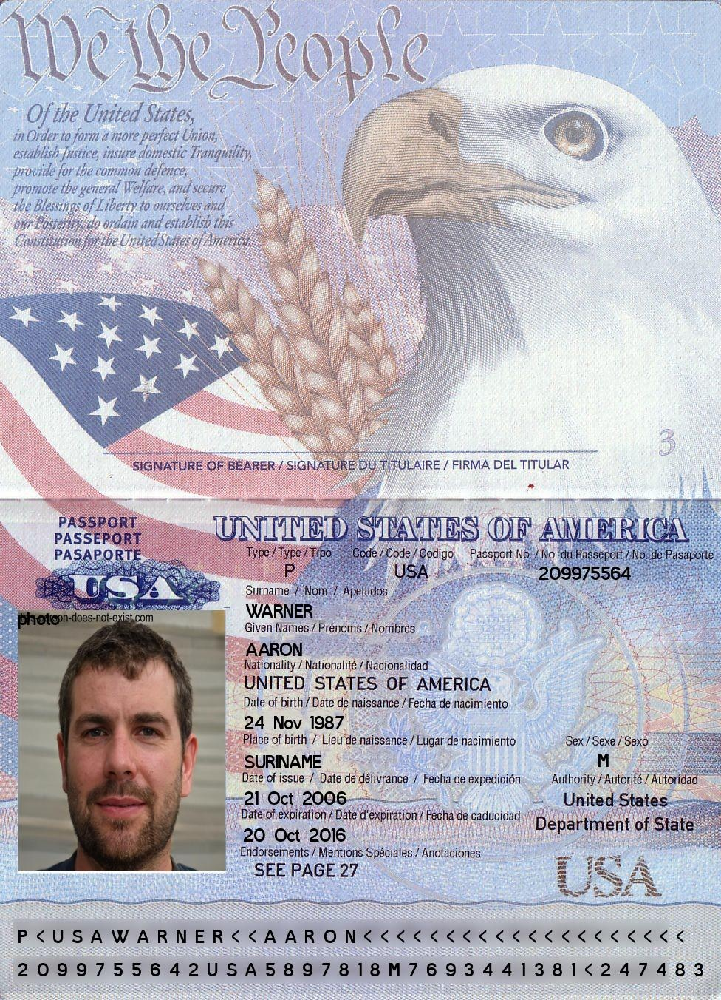 We the People
Of the United States,
in Order to form a more perfect Union,
establish Justice, insure domestic Tranquility,
provide for the common defence,
promote the general Welfare, and secure
the Blessings of Liberty to ourselves and
our Posterity, do ordain and establish this
Constitution for the United States of America.
3
SIGNATURE OF BEARER / SIGNATURE DU TITULAIRE / FIRMA DEL TITULAR
PASSPORT
PASSEPORT
PASAPORTE
USA
UNITED STATES OF AMERICA
Type / Type / Tipo Code / Code / Codigo Passport No. / No. du Passeport / No. de Pasaporte
P USA 209975564
Surname / Nom / Apellidos
WARNER
Given Names / Prénoms / Nombres
AARON
Nationality / Nationalité / Nacionalidad
UNITED STATES OF AMERICA
Date of birth / Date de naissance / Fecha de nacimiento
24 Nov 1987
Place of birth / Lieu de naissance / Lugar de nacimiento Sex / Sexe / Sexo
SURINAME M
Date of issue / Date de délivrance / Fecha de expedición Authority / Autorité / Autoridad
21 Oct 2006 United States
Date of expiration / Date d'expiration / Fecha de caducidad Department of State
20 Oct 2016
Endorsements / Mentions Spéciales / Anotaciones
SEE PAGE 27
USA
photo
this-person-does-not-exist.com
P<USAWARNER<<AARON<<<<<<<<<<<<<<<<<<<<
2099755642USA5897818M7693441381<247483